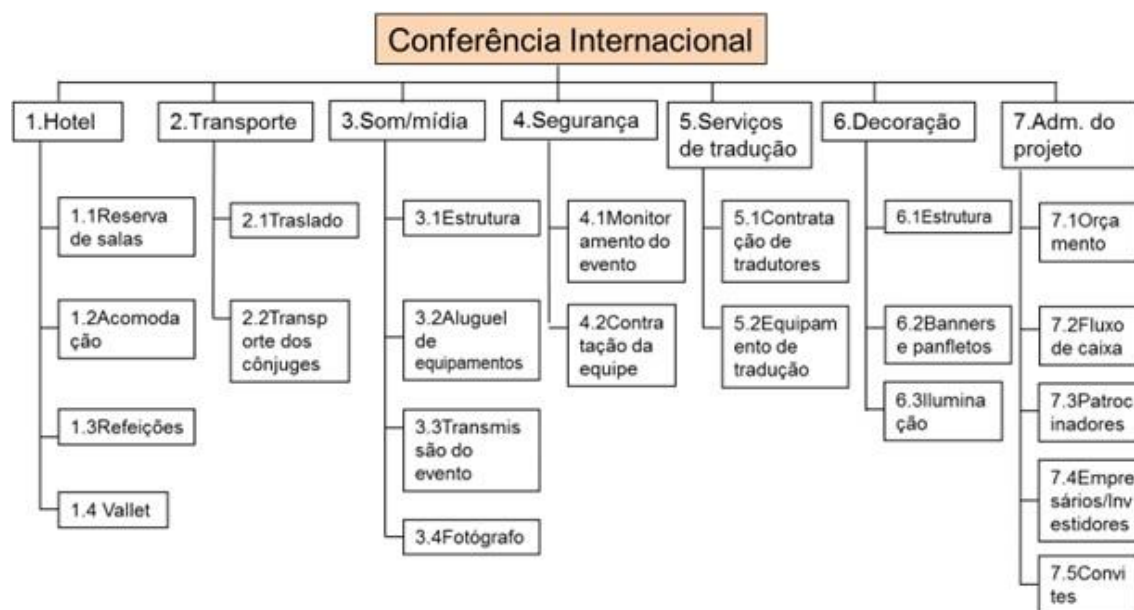 Conferência Internacional
1.Hotel
1.1Reserva
de salas
1.2Acomoda
ção
1.3Refeições
1.4 Vallet
2.Transporte
2.1Traslado
2.2Transp
orte dos
cônjuges
3.Som/mídia
3.1Estrutura
3.2Aluguel
de
equipamentos
3.3Transmis
são do
evento
3.4Fotógrafo
4.Segurança
4.1Monitor
amento do
evento
4.2Contra
tação da
equipe
5.Serviços
de tradução
5.1Contrata
ção de
tradutores
5.2Equipam
ento de
tradução
6.Decoração
6.1Estrutura
6.2Banners
e panfletos
6.3Ilumina
ção
7.Adm. do
projeto
7.1Orça
mento
7.2Fluxo
de caixa
7.3Patroc
inadores
7.4Empre
sários/Inv
estidores
7.5Convi
tes